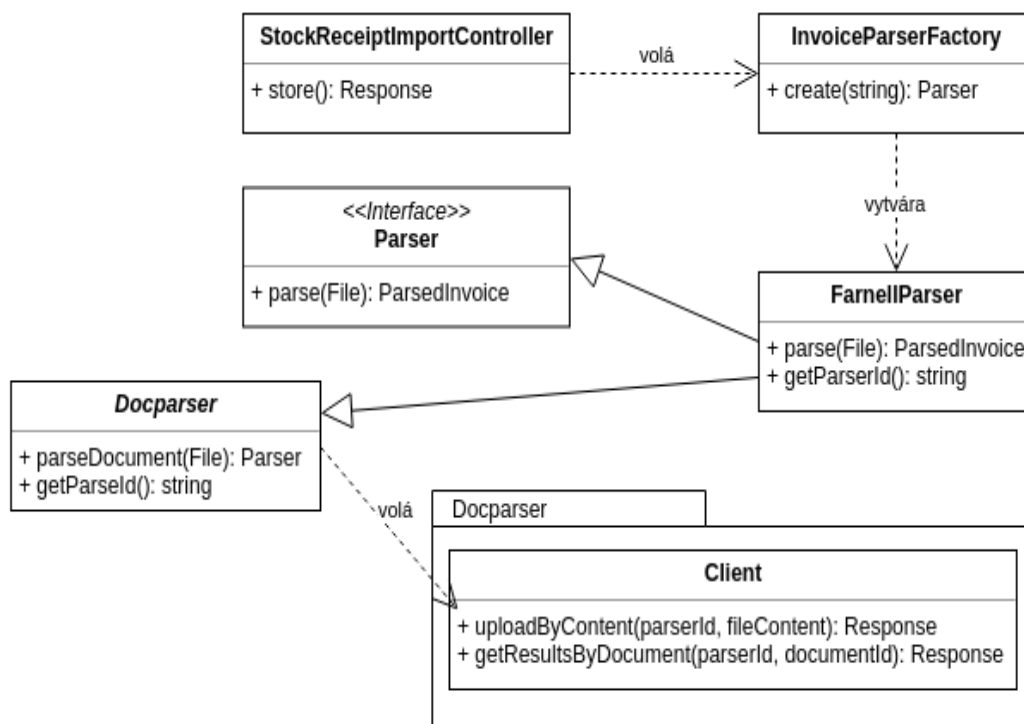 StockReceiptImportController
+ store(): Response
volá
InvoiceParserFactory
+ create(string): Parser
vytvára
<<Interface>>
Parser
+ parse(File): ParsedInvoice
FarnellParser
+ parse(File): ParsedInvoice
+ getParserId(): string
Docparser
+ parseDocument(File): Parser
+ getParseId(): string
volá
Docparser
Client
+ uploadByContent(parserId, fileContent): Response
+ getResultsByDocument(parserId, documentId): Response